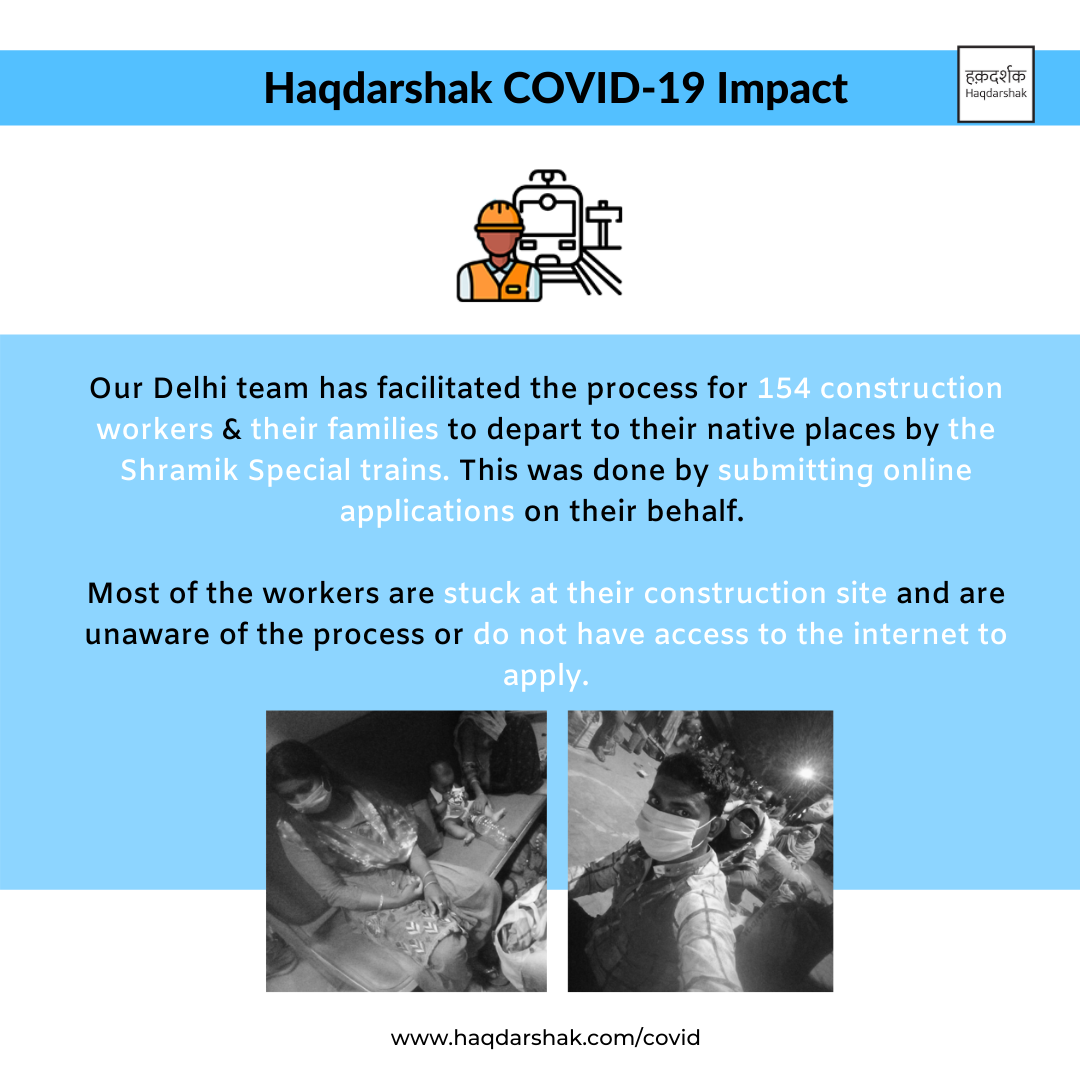 Haqdarshak COVID-19 Impact
हक़दर्शक
Haqdarshak
Our Delhi team has facilitated the process for 154 construction
workers & their families to depart to their native places by the
Shramik Special trains. This was done by submitting online
applications on their behalf.
Most of the workers are stuck at their construction site and are
unaware of the process or do not have access to the internet to
apply.
www.haqdarshak.com/covid